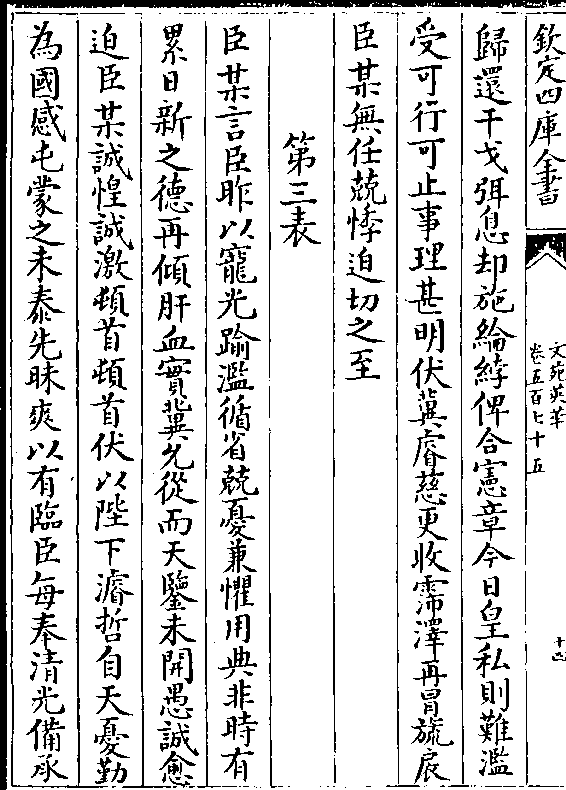 欽定四庫全書
文苑英華
卷五百七十五
十四
歸還干戈弭息却施綸綍俾合憲章今日皇私則難濫
受可行可止事理甚明伏冀睿慈更收霈澤再冒旒扆
臣某無任兢悸迫切之至
第三表
臣某言臣昨以寵光踰濫循省兢憂兼懼用典非時有
累日新之德再傾肝血實冀允從而天鑒未開愚誠愈
迫臣某誠惶誠激頓首頓首伏以陛下濬哲自天憂勤
為國感屯蒙之未泰先昧爽以有臨臣每奉清光備承